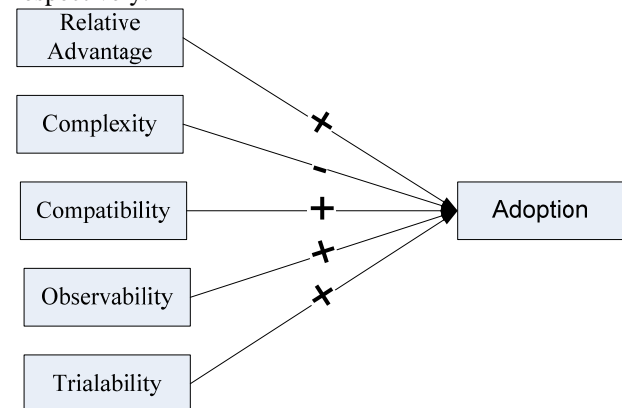 Relative
Advantage
+
Complexity
-
Compatibility
+
Adoption
Observability
+
Trialability
+